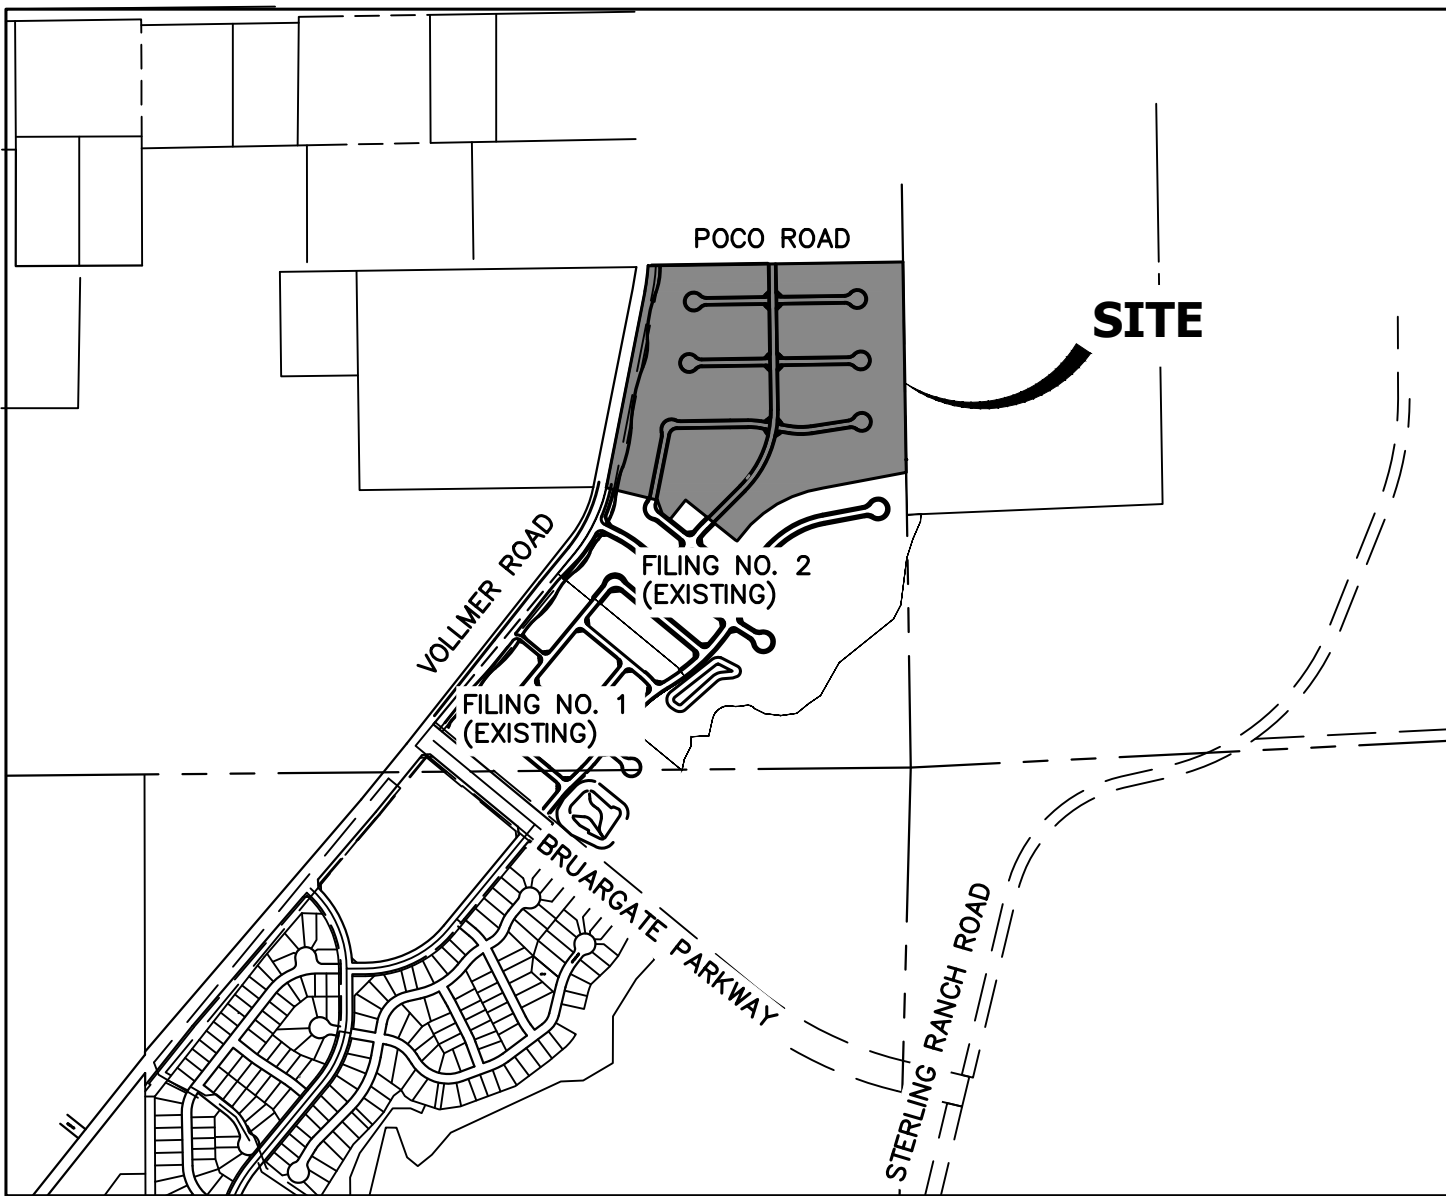 POCO ROAD
SITE
VOLLMER ROAD
FILING NO. 2
(EXISTING)
FILING NO. 1
(EXISTING)
BRUARGATE PARKWAY
STERLING RANCH ROAD